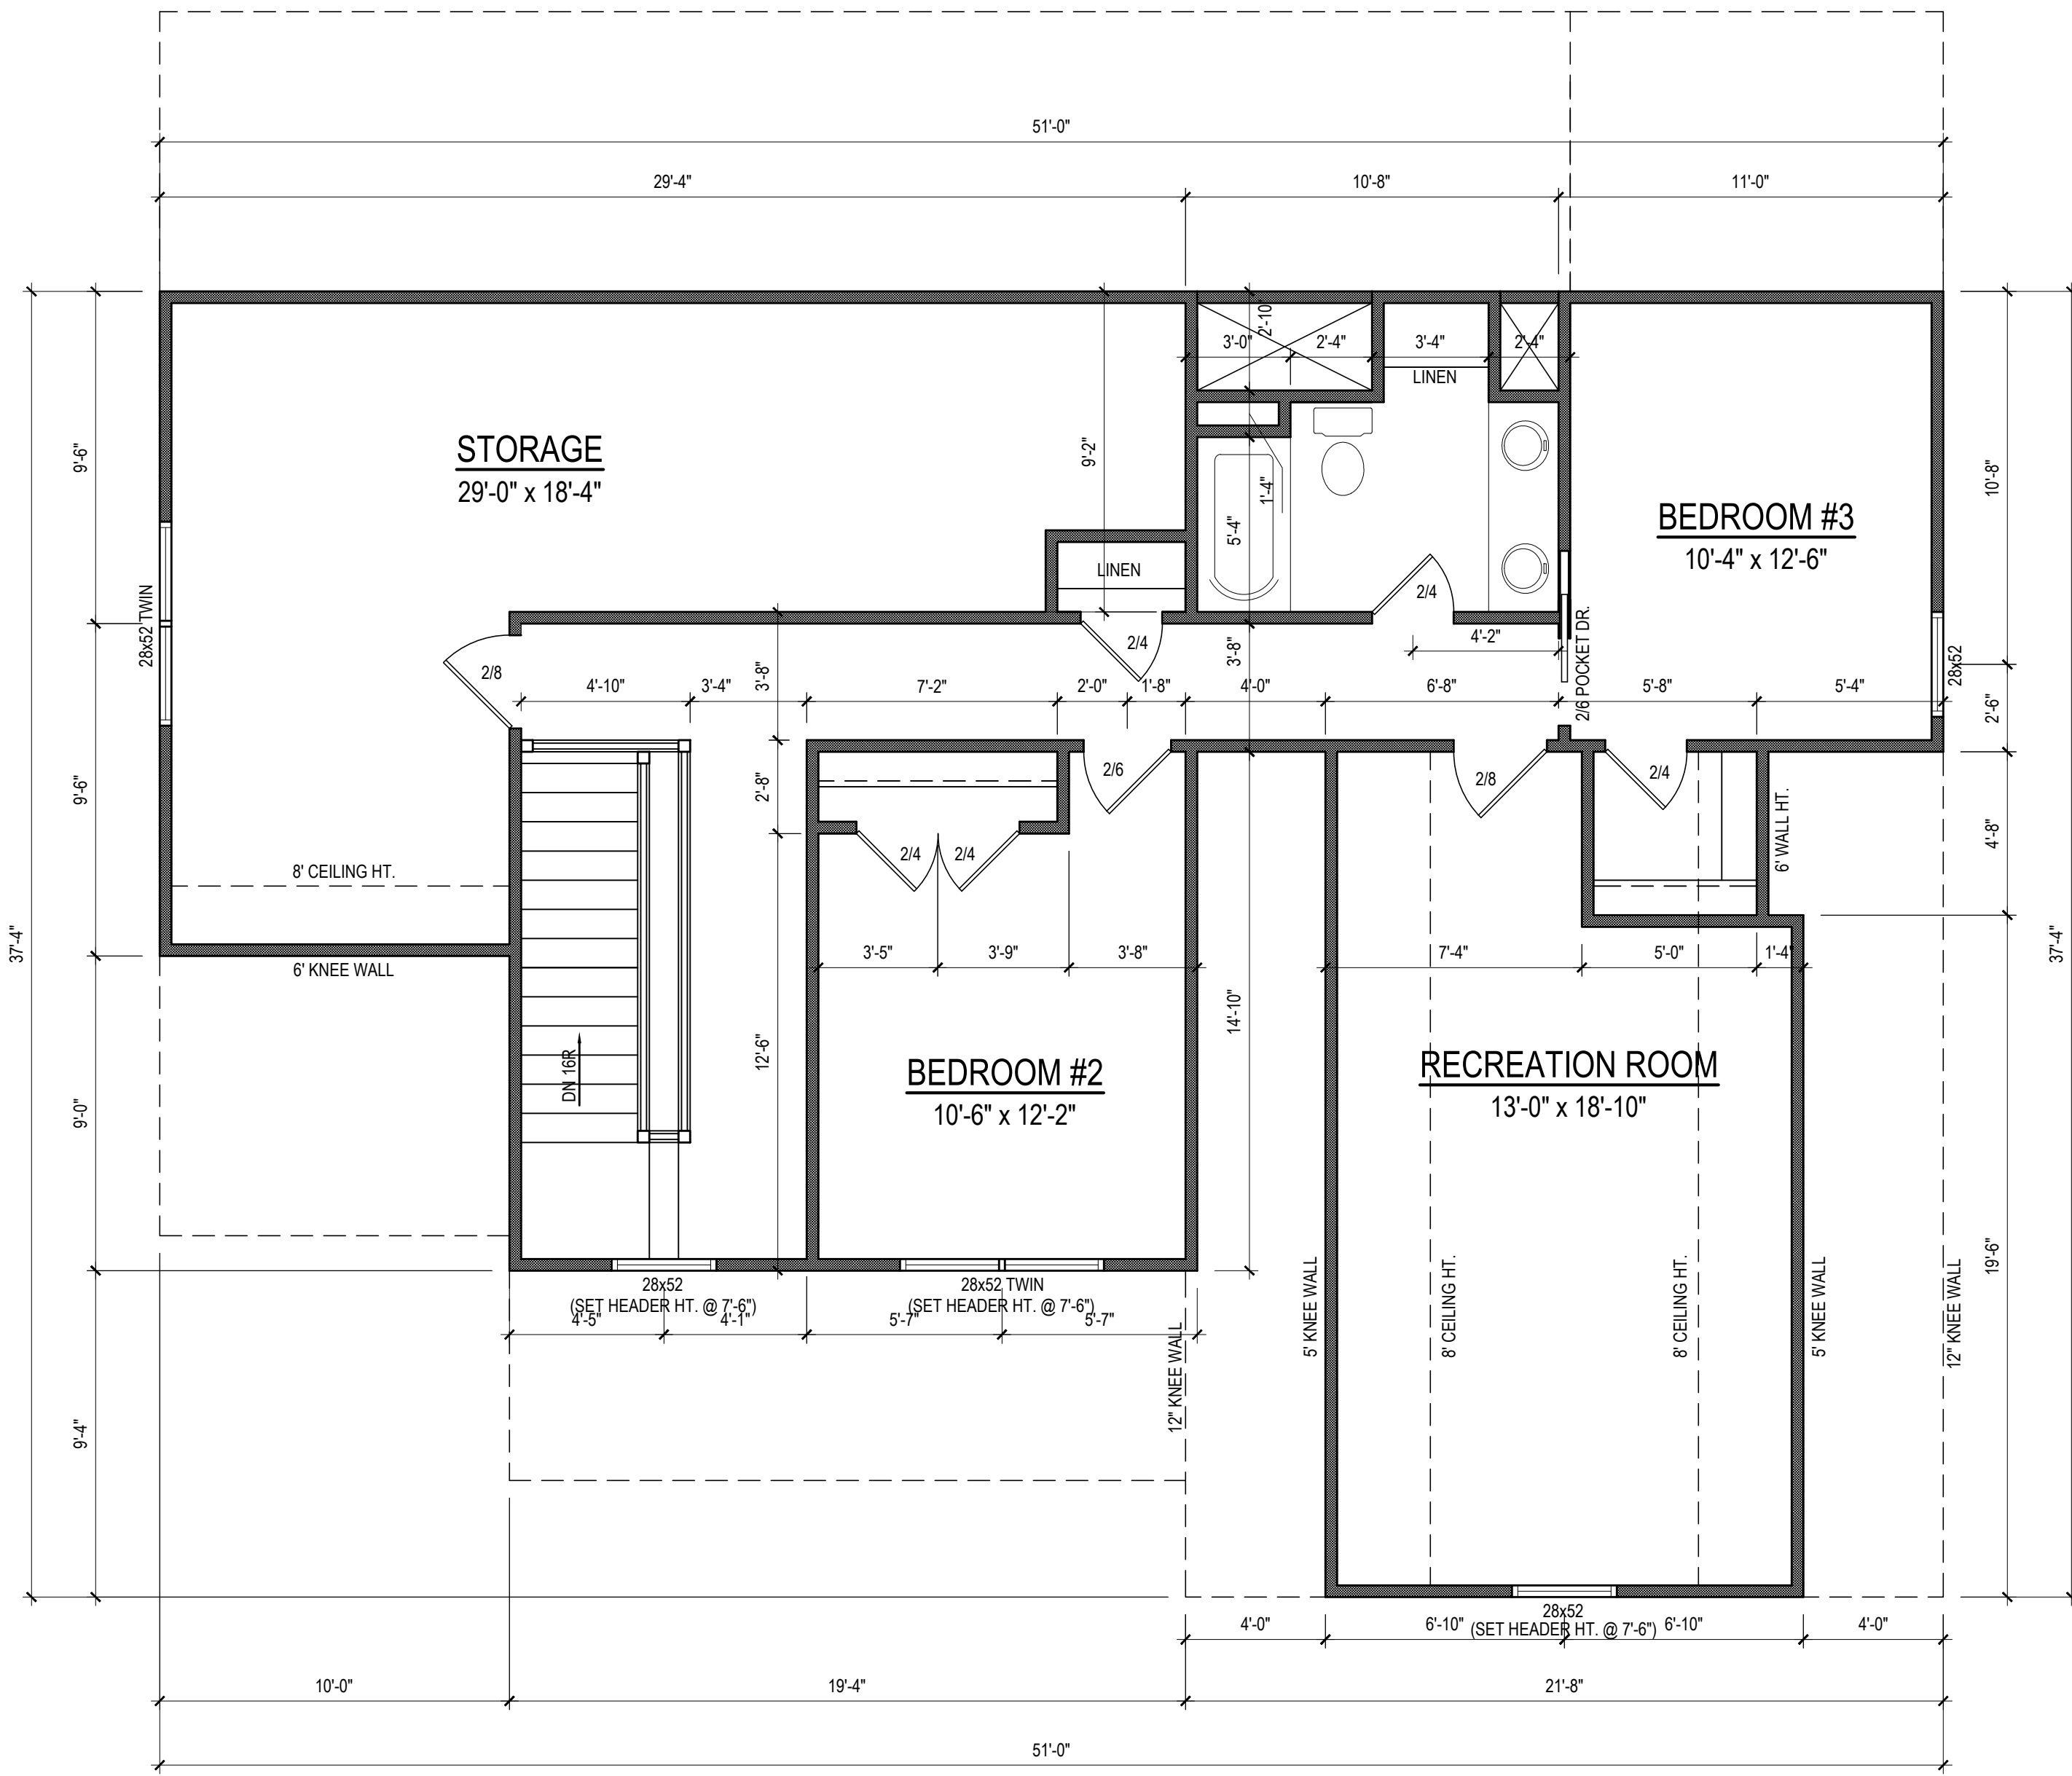 51'-0"
29'-4"
10'-8"
11'-0"
3'-0"
2'-10"
2'-4"
3'-4"
2'-4"
LINEN
STORAGE
29'-0" x 18'-4"
9'-6"
9'-2"
1'-4"
5'-4"
BEDROOM #3
10'-4" x 12'-6"
10'-8"
LINEN
28x52 TWIN
2/4
2/4
4'-2"
2/6 POCKET DR.
28x52
2/8
3'-8"
3'-8"
4'-10"
3'-4"
7'-2"
2'-0"
1'-8"
4'-0"
6'-8"
5'-8"
5'-4"
2'-6"
9'-6"
2'-8"
2/6
2/8
2/4
6' WALL HT.
4'-8"
2/4
2/4
8' CEILING HT.
37'-4"
6' KNEE WALL
3'-5"
3'-9"
3'-8"
7'-4"
5'-0"
1'-4"
37'-4"
14'-10"
12'-6"
DN 16R
BEDROOM #2
10'-6" x 12'-2"
RECREATION ROOM
13'-0" x 18'-10"
9'-0"
19'-6"
28x52
(SET HEADER HT. @ 7'-6")
28x52 TWIN
(SET HEADER HT. @ 7'-6")
4'-5"
4'-1"
5'-7"
5'-7"
12" KNEE WALL
5' KNEE WALL
8' CEILING HT.
8' CEILING HT.
5' KNEE WALL
12" KNEE WALL
9'-4"
28x52
(SET HEADER HT. @ 7'-6")
4'-0"
6'-10"
6'-10"
4'-0"
10'-0"
19'-4"
21'-8"
51'-0"